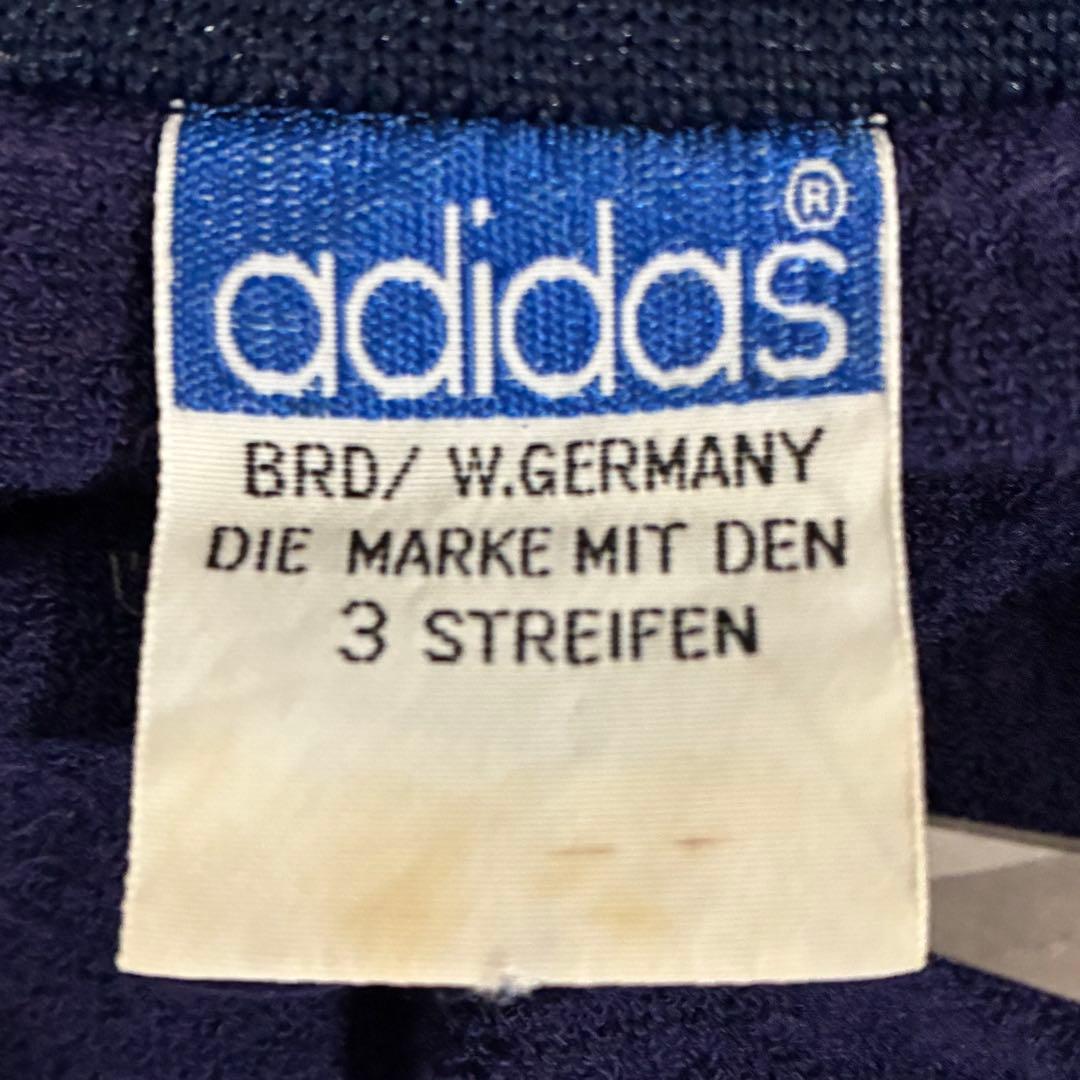 adidas®
BRD/ W.GERMANY
DIE MARKE MIT DEN
3 STREIFEN